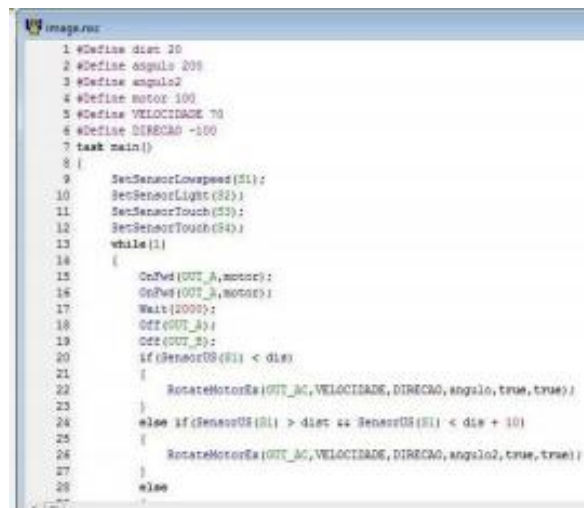 image.nxc
1 #Define dist 20
2 #Define angulo 200
3 #Define angulo2
4 #Define motor 100
5 #Define VELOCIDADE 70
6 #Define DIRECAO -100
7 task main()
8 {
9 SetSensorLowspeed(S1);
10 SetSensorLight(S2);
11 SetSensorTouch(S3);
12 SetSensorTouch(S4);
13 while(1)
14 {
15 OnFwd(OUT_A,motor);
16 OnFwd(OUT_A,motor);
17 Wait(2000);
18 Off(OUT_A);
19 Off(OUT_B);
20 if(SensorUS(S1) < dis)
21 {
22 RotateMotorEx(OUT_AC,VELOCIDADE,DIRECAO,angulo,true,true);
23 }
24 else if(SensorUS(S1) > dist && SensorUS(S1) < dis + 10)
25 {
26 RotateMotorEx(OUT_AC,VELOCIDADE,DIRECAO,angulo2,true,true);
27 }
28 else